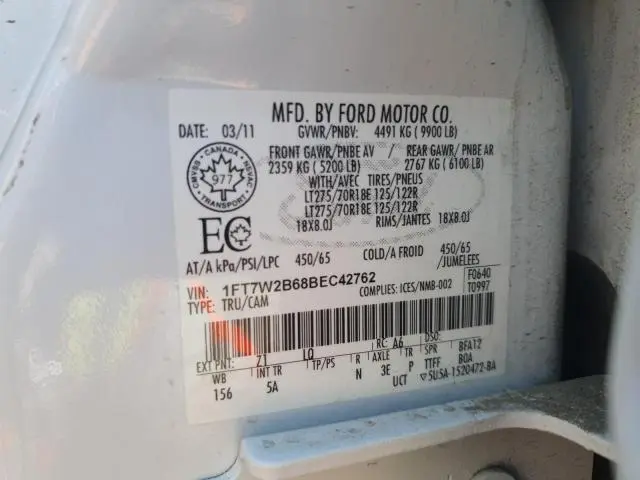 MFD. BY FORD MOTOR CO.
DATE: 03/11 GVWR/PNBV: 4491 KG ( 9900 LB)
FRONT GAWR/PNBE AV / REAR GAWR/ PNBE AR
2359 KG ( 5200 LB) 2767 KG ( 6100 LB)
WITH/AVEC TIRES/PNEUS
LT275/70R18E 125/122R
LT275/70R18E 125/122R
18X8.0J RIMS/JANTES 18X8.0J
CANADA
977
TRANSPORT
EC
AT/A kPa/PSI/LPC 450/65 COLD/A FROID 450/65
/JUMELEES
VIN: 1FT7W2B68BEC42762 F0640
TYPE: TRU/CAM COMPLIES: ICES/NMB-002 T0997
EXT PNT: Z1 LQ RC: A6 DSO:
WB INT TR TP/PS R AXLE TR SPR BFA12
156 5A N 3E P TTFF BOA
UCT ▽5U5A-1520472-BA